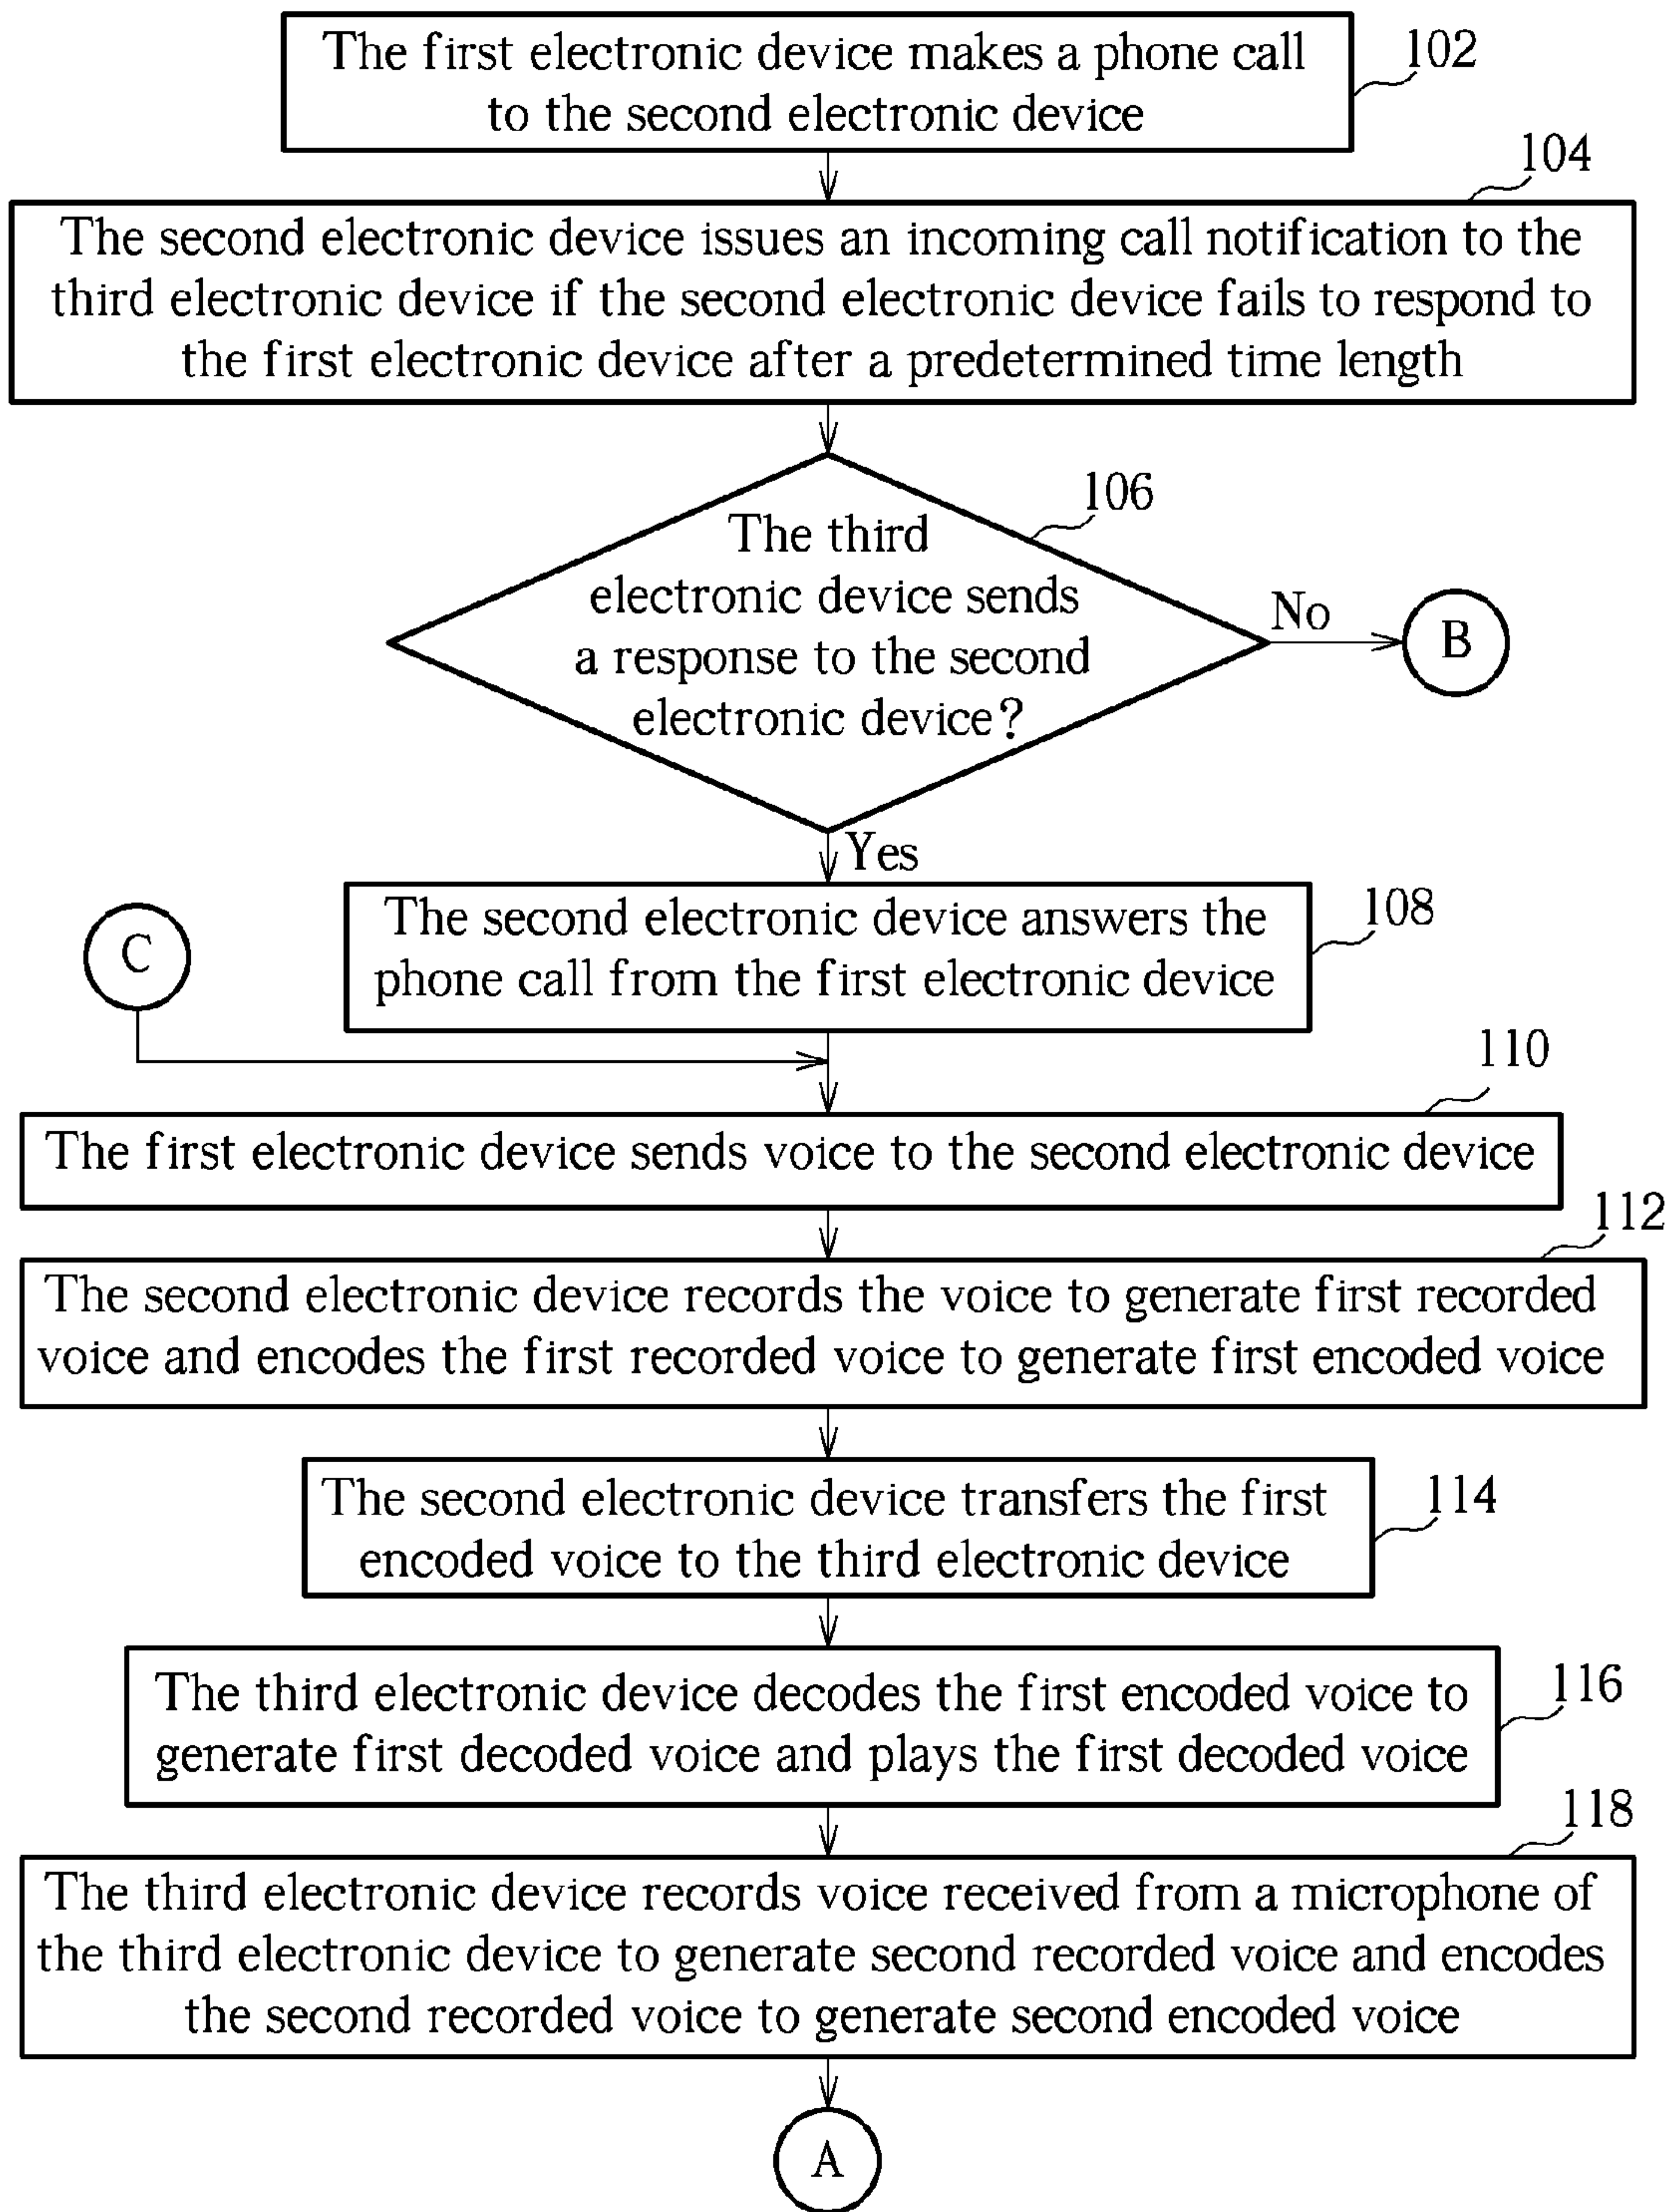 The first electronic device makes a phone call
to the second electronic device
102
104
The second electronic device issues an incoming call notification to the
third electronic device if the second electronic device fails to respond to
the first electronic device after a predetermined time length
106
The third
electronic device sends
a response to the second
electronic device?
No
B
Yes
C
The second electronic device answers the
phone call from the first electronic device
108
110
The first electronic device sends voice to the second electronic device
112
The second electronic device records the voice to generate first recorded
voice and encodes the first recorded voice to generate first encoded voice
The second electronic device transfers the first
encoded voice to the third electronic device
114
The third electronic device decodes the first encoded voice to
generate first decoded voice and plays the first decoded voice
116
118
The third electronic device records voice received from a microphone of
the third electronic device to generate second recorded voice and encodes
the second recorded voice to generate second encoded voice
A